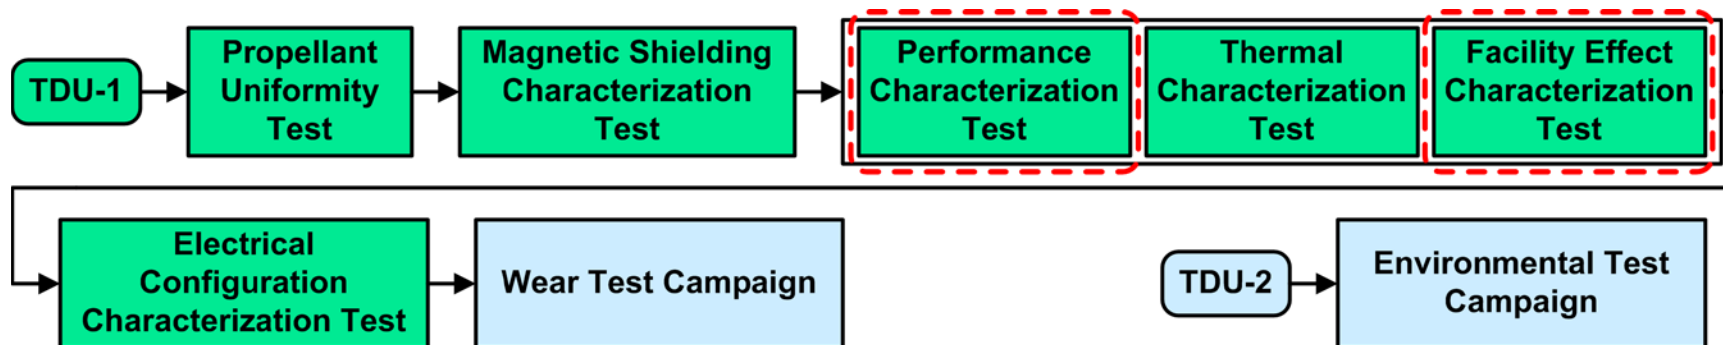 TDU-1
Propellant
Uniformity
Test
Magnetic Shielding
Characterization
Test
Performance
Characterization
Test
Thermal
Characterization
Test
Facility Effect
Characterization
Test
Electrical
Configuration
Characterization Test
Wear Test Campaign
TDU-2
Environmental Test
Campaign